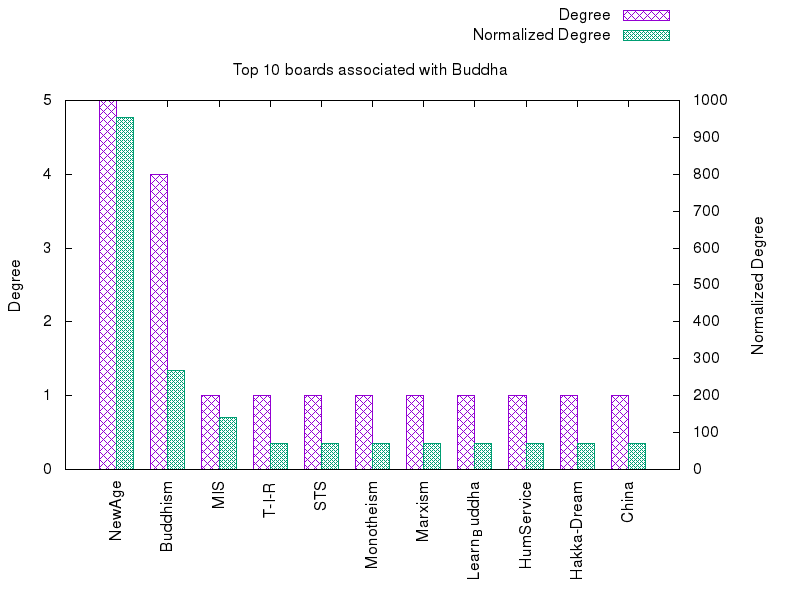 Degree
Normalized Degree
Top 10 boards associated with Buddha
5
4
3
2
1
0
Degree
1000
900
800
700
600
500
400
300
200
100
0
Normalized Degree
NewAge
Buddhism
MIS
T-I-R
STS
Monotheism
Marxism
Learn_Buddha
HumService
Hakka-Dream
China